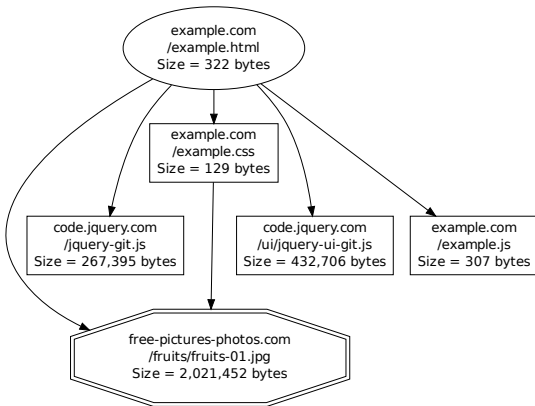 example.com
/example.html
Size = 322 bytes
example.com
/example.css
Size = 129 bytes
code.jquery.com
/jquery-git.js
Size = 267,395 bytes
code.jquery.com
/ui/jquery-ui-git.js
Size = 432,706 bytes
example.com
/example.js
Size = 307 bytes
free-pictures-photos.com
/fruits/fruits-01.jpg
Size = 2,021,452 bytes